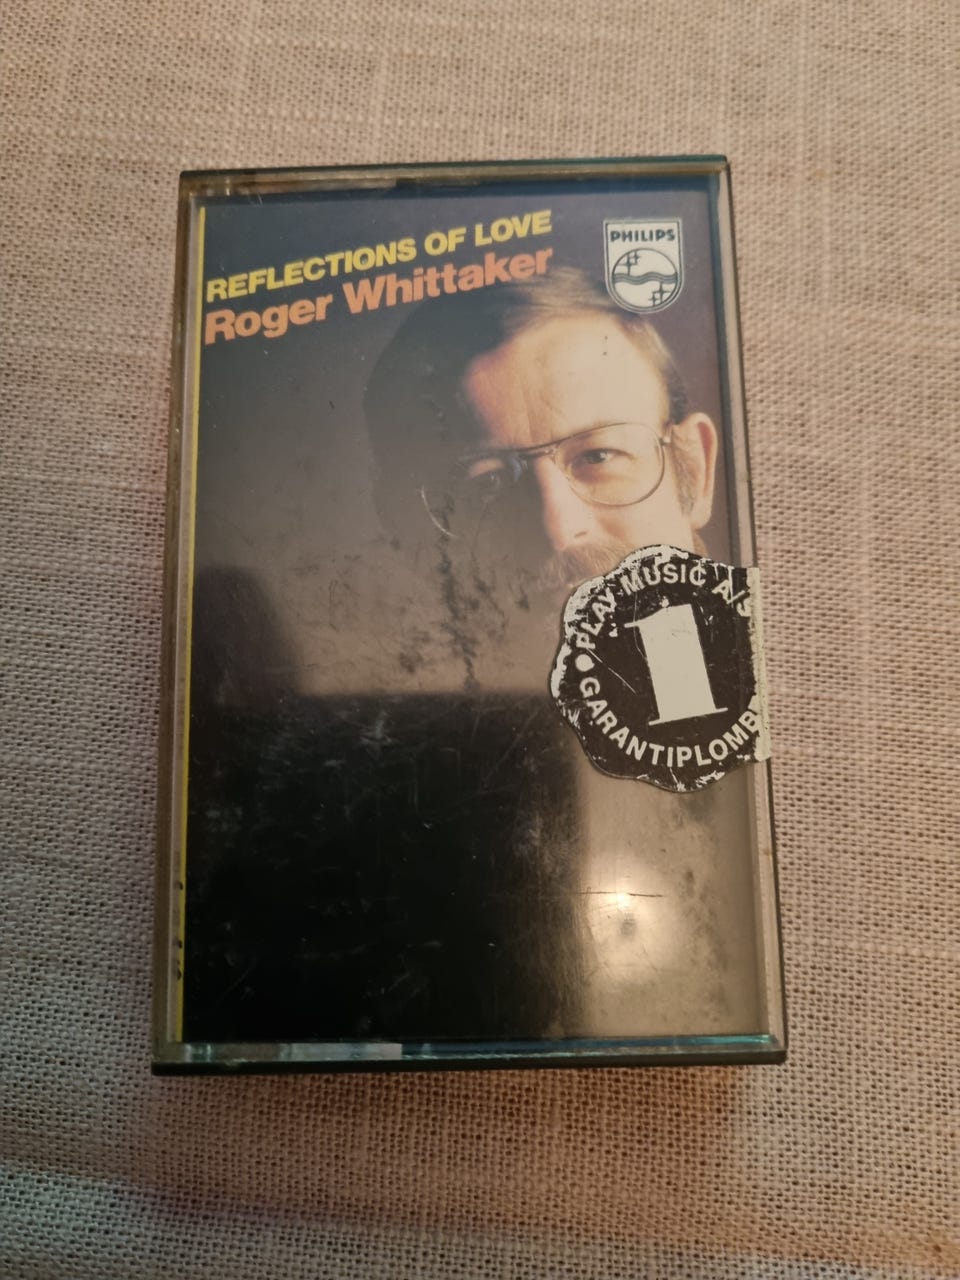 REFLECTIONS OF LOVE
Roger Whittaker
PHILIPS
PLAY MUSIC A/S
1
GARANTIPLOMB